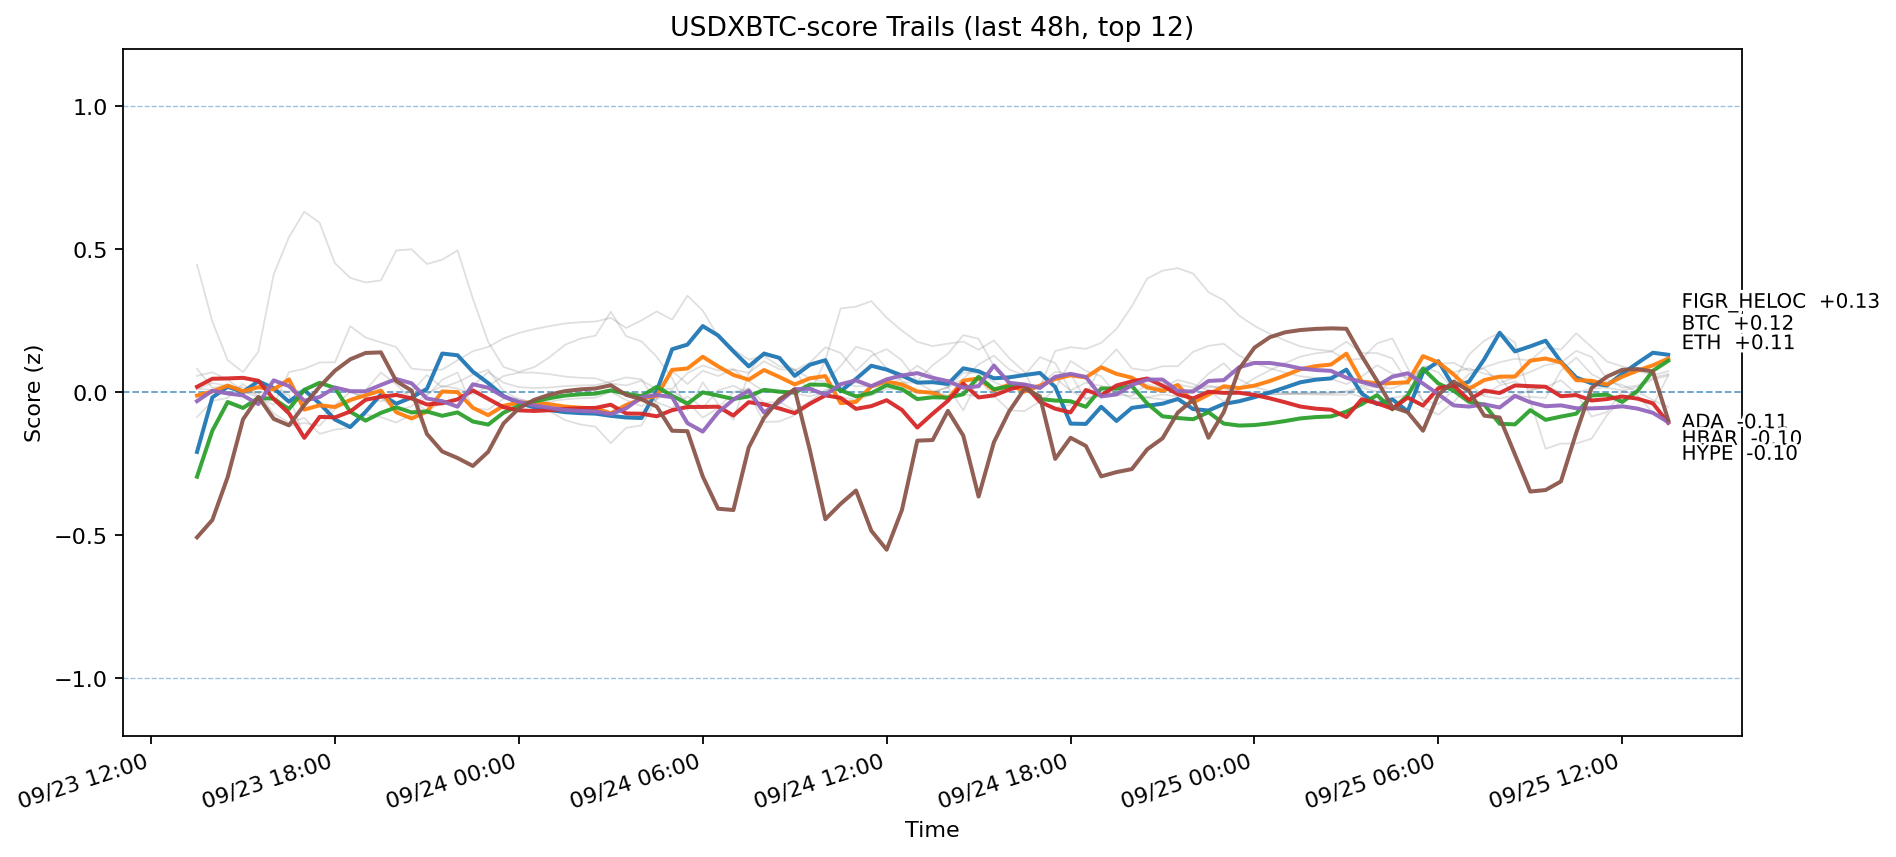 USDXBTC-score Trails (last 48h, top 12)
Score (z)
1.0
0.5
0.0
−0.5
−1.0
FIGR_HELOC +0.13
BTC +0.12
ETH +0.11
ADA -0.11
HBAR -0.10
HYPE -0.10
09/23 12:00
09/23 18:00
09/24 00:00
09/24 06:00
09/24 12:00
09/24 18:00
09/25 00:00
09/25 06:00
09/25 12:00
Time